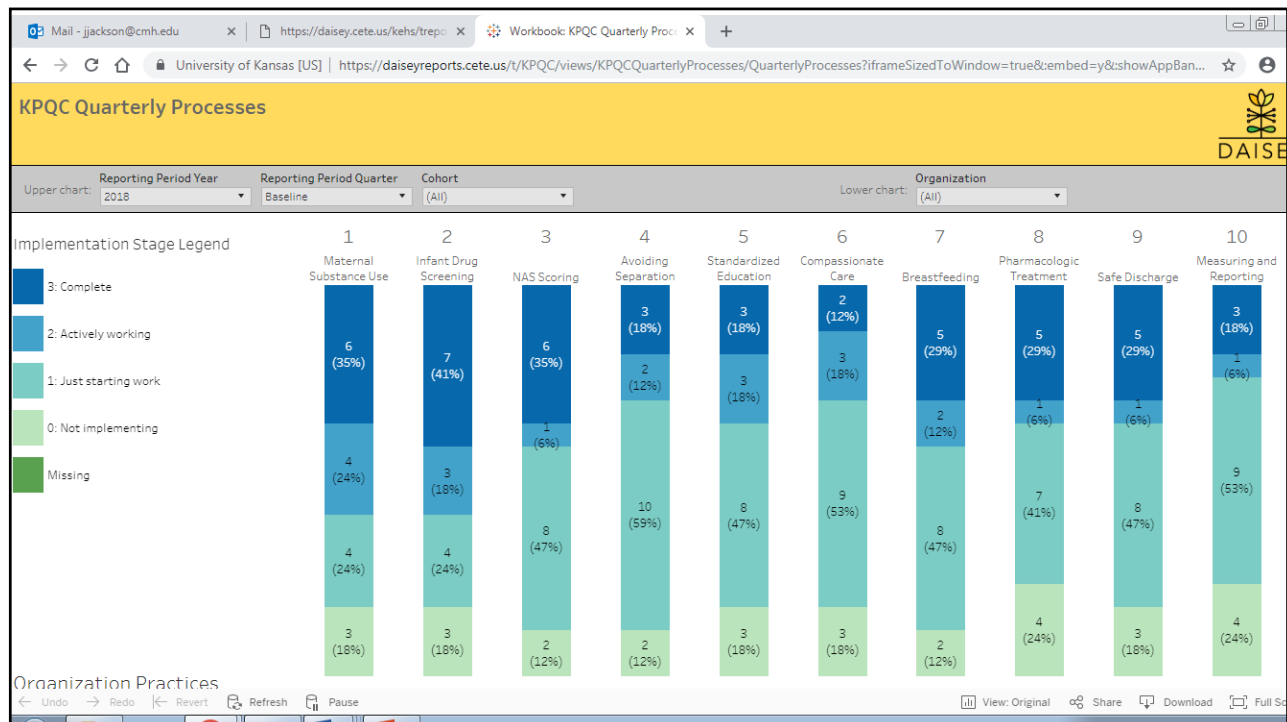 Mail - jjackson@cmh.edu
https://daisey.cete.us/kehs/trepo
Workbook: KPQC Quarterly Proc
University of Kansas [US] | https://daiseyreports.cete.us/t/KPQC/views/KPQCQuarterlyProcesses/QuarterlyProcesses?iframeSizedToWindow=true&:embed=y&:showAppBan...
KPQC Quarterly Processes
DAISE
Upper chart:
Reporting Period Year
2018
Reporting Period Quarter
Baseline
Cohort
(All)
Lower chart:
Organization
(All)
Implementation Stage Legend
3: Complete
2: Actively working
1: Just starting work
0: Not implementing
Missing
1
Maternal
Substance Use
6
(35%)
4
(24%)
4
(24%)
3
(18%)
2
Infant Drug
Screening
7
(41%)
3
(18%)
4
(24%)
3
(18%)
3
NAS Scoring
6
(35%)
1
(6%)
8
(47%)
2
(12%)
4
Avoiding
Separation
3
(18%)
2
(12%)
10
(59%)
2
(12%)
5
Standardized
Education
3
(18%)
3
(18%)
8
(47%)
3
(18%)
6
Compassionate
Care
2
(12%)
3
(18%)
9
(53%)
3
(18%)
7
Breastfeeding
5
(29%)
2
(12%)
8
(47%)
2
(12%)
8
Pharmacologic
Treatment
5
(29%)
1
(6%)
7
(41%)
4
(24%)
9
Safe Discharge
5
(29%)
1
(6%)
8
(47%)
3
(18%)
10
Measuring and
Reporting
3
(18%)
1
(6%)
9
(53%)
4
(24%)
Organization Practices
Undo
Redo
Revert
Refresh
Pause
View: Original
Share
Download
Full Sc